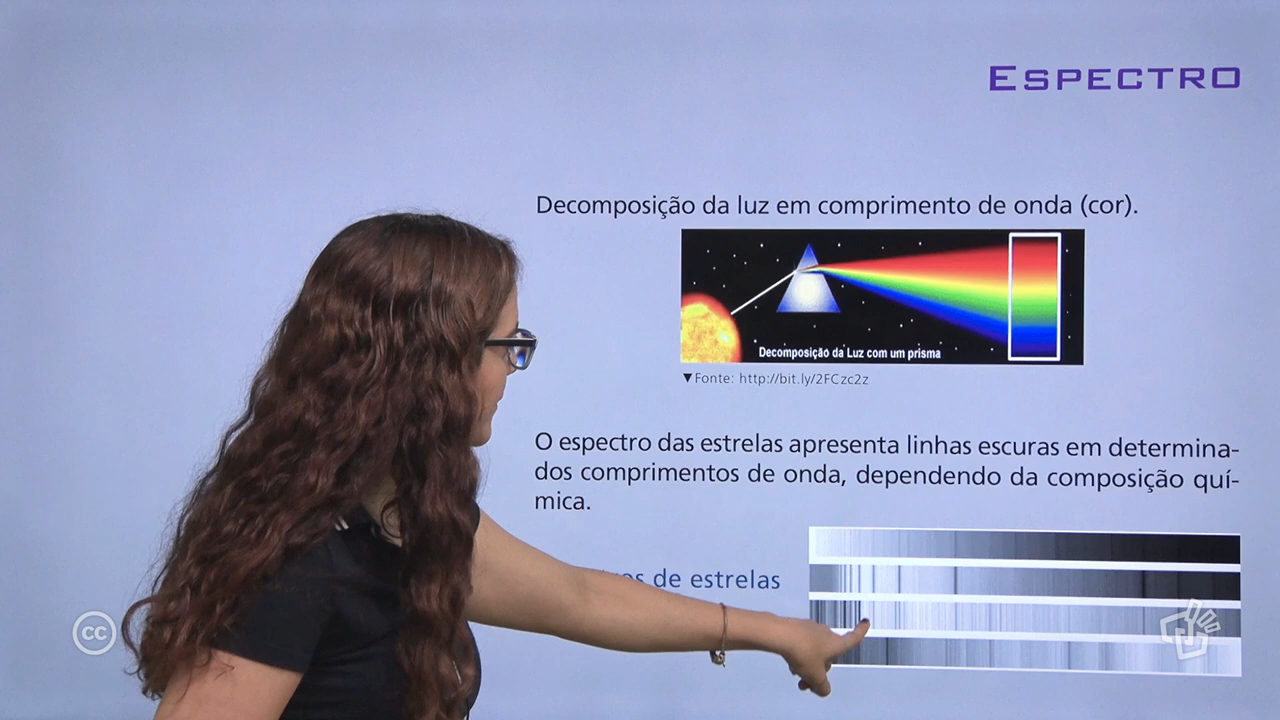 ESPECTRO
Decomposição da luz em comprimento de onda (cor).
Decomposição da Luz com um prisma
▼Fonte: http://bit.ly/2FCzc2z
O espectro das estrelas apresenta linhas escuras em determina-
dos comprimentos de onda, dependendo da composição quí-
mica.
de estrelas
cc